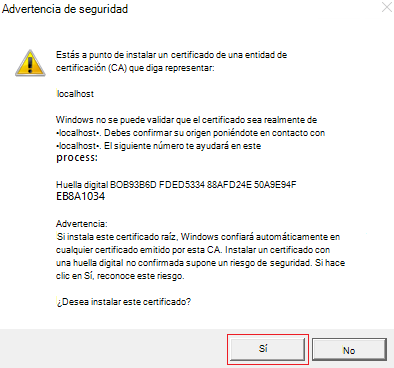 Advertencia de seguridad
Estás a punto de instalar un certificado de una entidad de
certificación (CA) que diga representar:
localhost
Windows no se puede validar que el certificado sea realmente de
•localhost•. Debes confirmar su origen poniéndote en contacto con
•localhost•. El siguiente número te ayudará en este
process:
Huella digital BOB93B6D FDED5334 88AFD24E 50A9E94F
EB8A1034
Advertencia:
Si instala este certificado raíz, Windows confiará automáticamente en
cualquier certificado emitido por esta CA. Instalar un certificado con
una huella digital no confirmada supone un riesgo de seguridad. Si hace
clic en Sí, reconoce este riesgo.
¿Desea instalar este certificado?
Sí
No